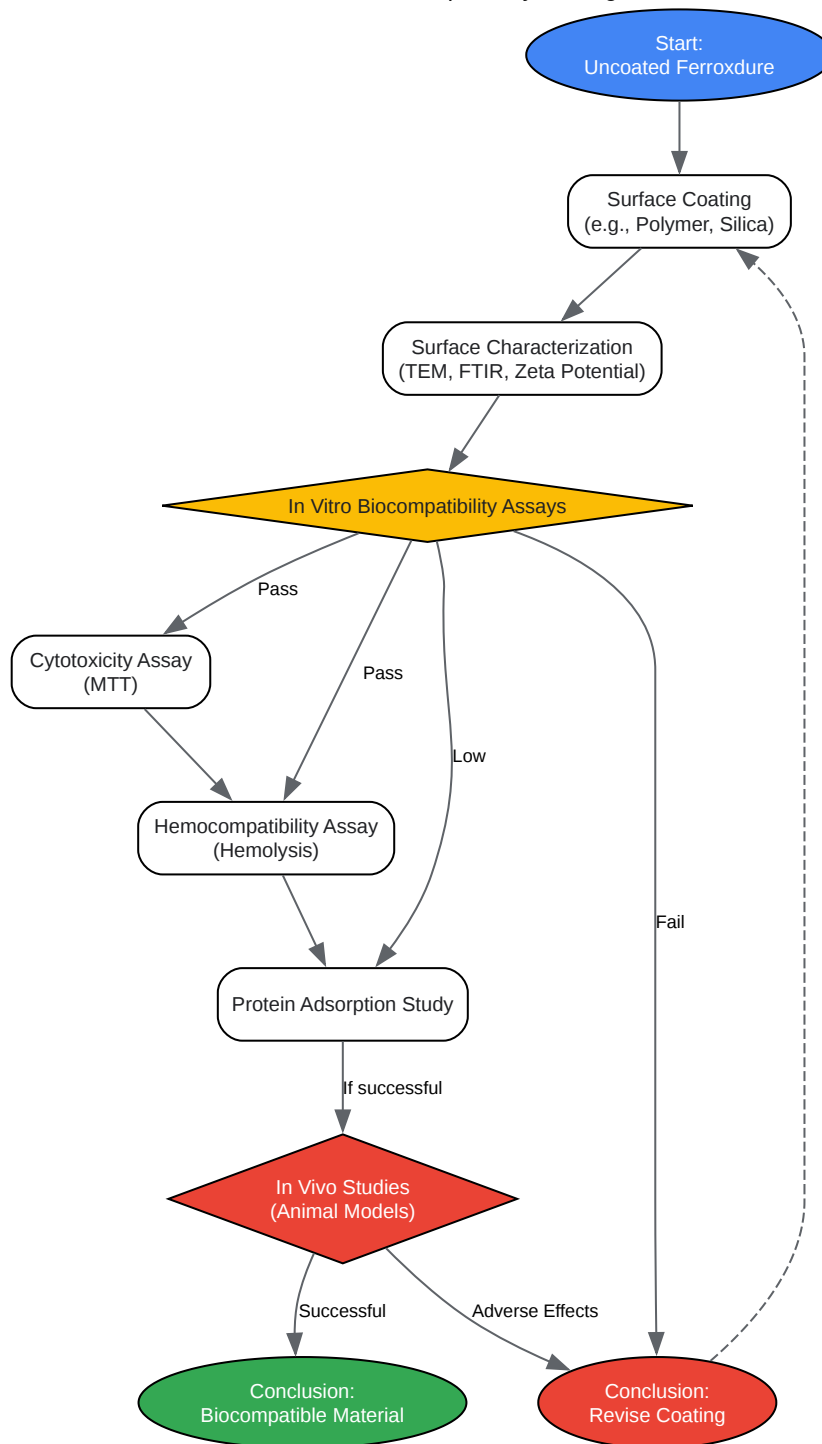 Start:
Uncoated Ferroxdure
Surface Coating
(e.g., Polymer, Silica)
Surface Characterization
(TEM, FTIR, Zeta Potential)
In Vitro Biocompatibility Assays
Pass
Cytotoxicity Assay
(MTT)
Pass
Low
Hemocompatibility Assay
(Hemolysis)
Fail
Protein Adsorption Study
If successful
In Vivo Studies
(Animal Models)
Successful
Adverse Effects
Conclusion:
Biocompatible Material
Conclusion:
Revise Coating